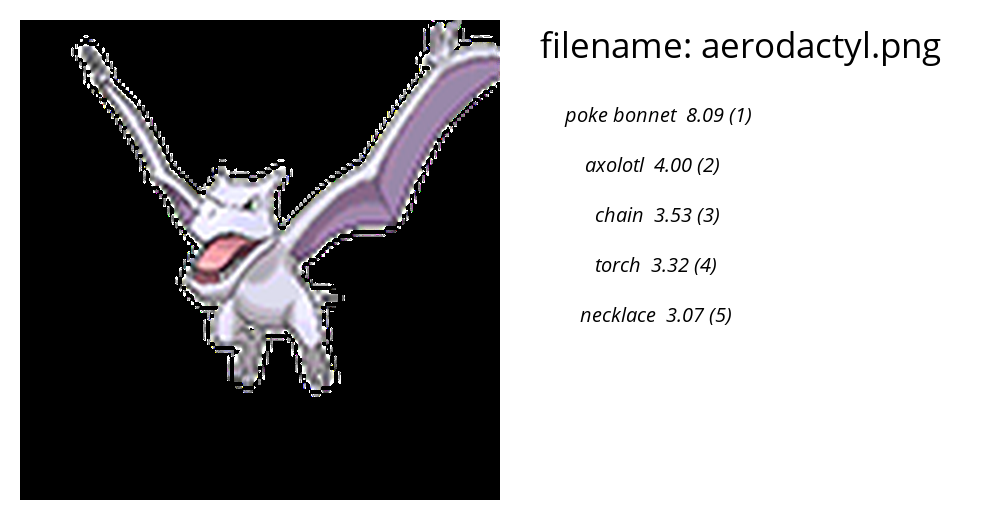 filename: aerodactyl.png
poke bonnet 8.09 (1)
axolotl 4.00 (2)
chain 3.53 (3)
torch 3.32 (4)
necklace 3.07 (5)